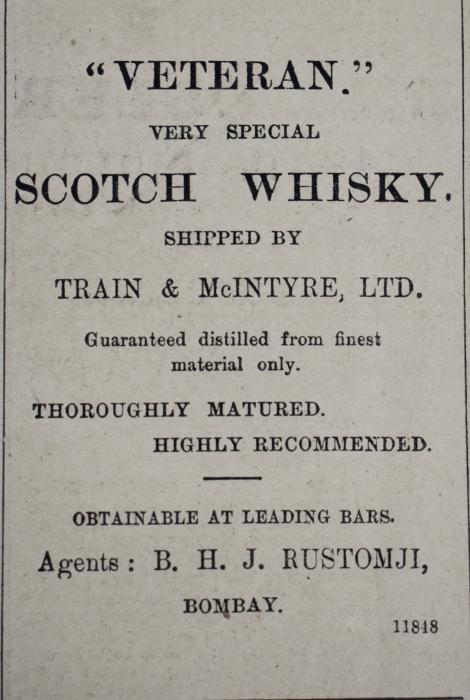 "VETERAN."
VERY SPECIAL
SCOTCH WHISKY.
SHIPPED BY
TRAIN & McINTYRE, LTD.
Guaranteed distilled from finest
material only.
THOROUGHLY MATURED.
HIGHLY RECOMMENDED.
OBTAINABLE AT LEADING BARS.
Agents : B. H. J. RUSTOMJI,
BOMBAY.
11848